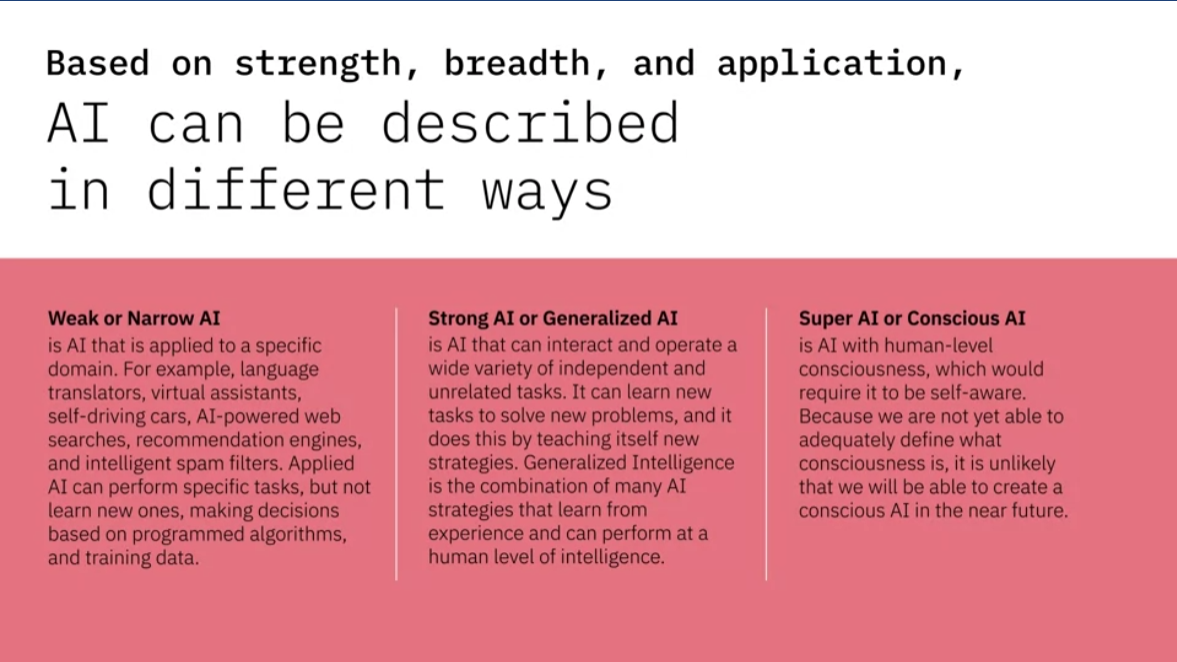 Based on strength, breadth, and application,
AI can be described
in different ways
Weak or Narrow AI
is AI that is applied to a specific
domain. For example, language
translators, virtual assistants,
self-driving cars, AI-powered web
searches, recommendation engines,
and intelligent spam filters. Applied
AI can perform specific tasks, but not
learn new ones, making decisions
based on programmed algorithms,
and training data.
Strong AI or Generalized AI
is AI that can interact and operate a
wide variety of independent and
unrelated tasks. It can learn new
tasks to solve new problems, and it
does this by teaching itself new
strategies. Generalized Intelligence
is the combination of many AI
strategies that learn from
experience and can perform at a
human level of intelligence.
Super AI or Conscious AI
is AI with human-level
consciousness, which would
require it to be self-aware.
Because we are not yet able to
adequately define what
consciousness is, it is unlikely
that we will be able to create a
conscious AI in the near future.